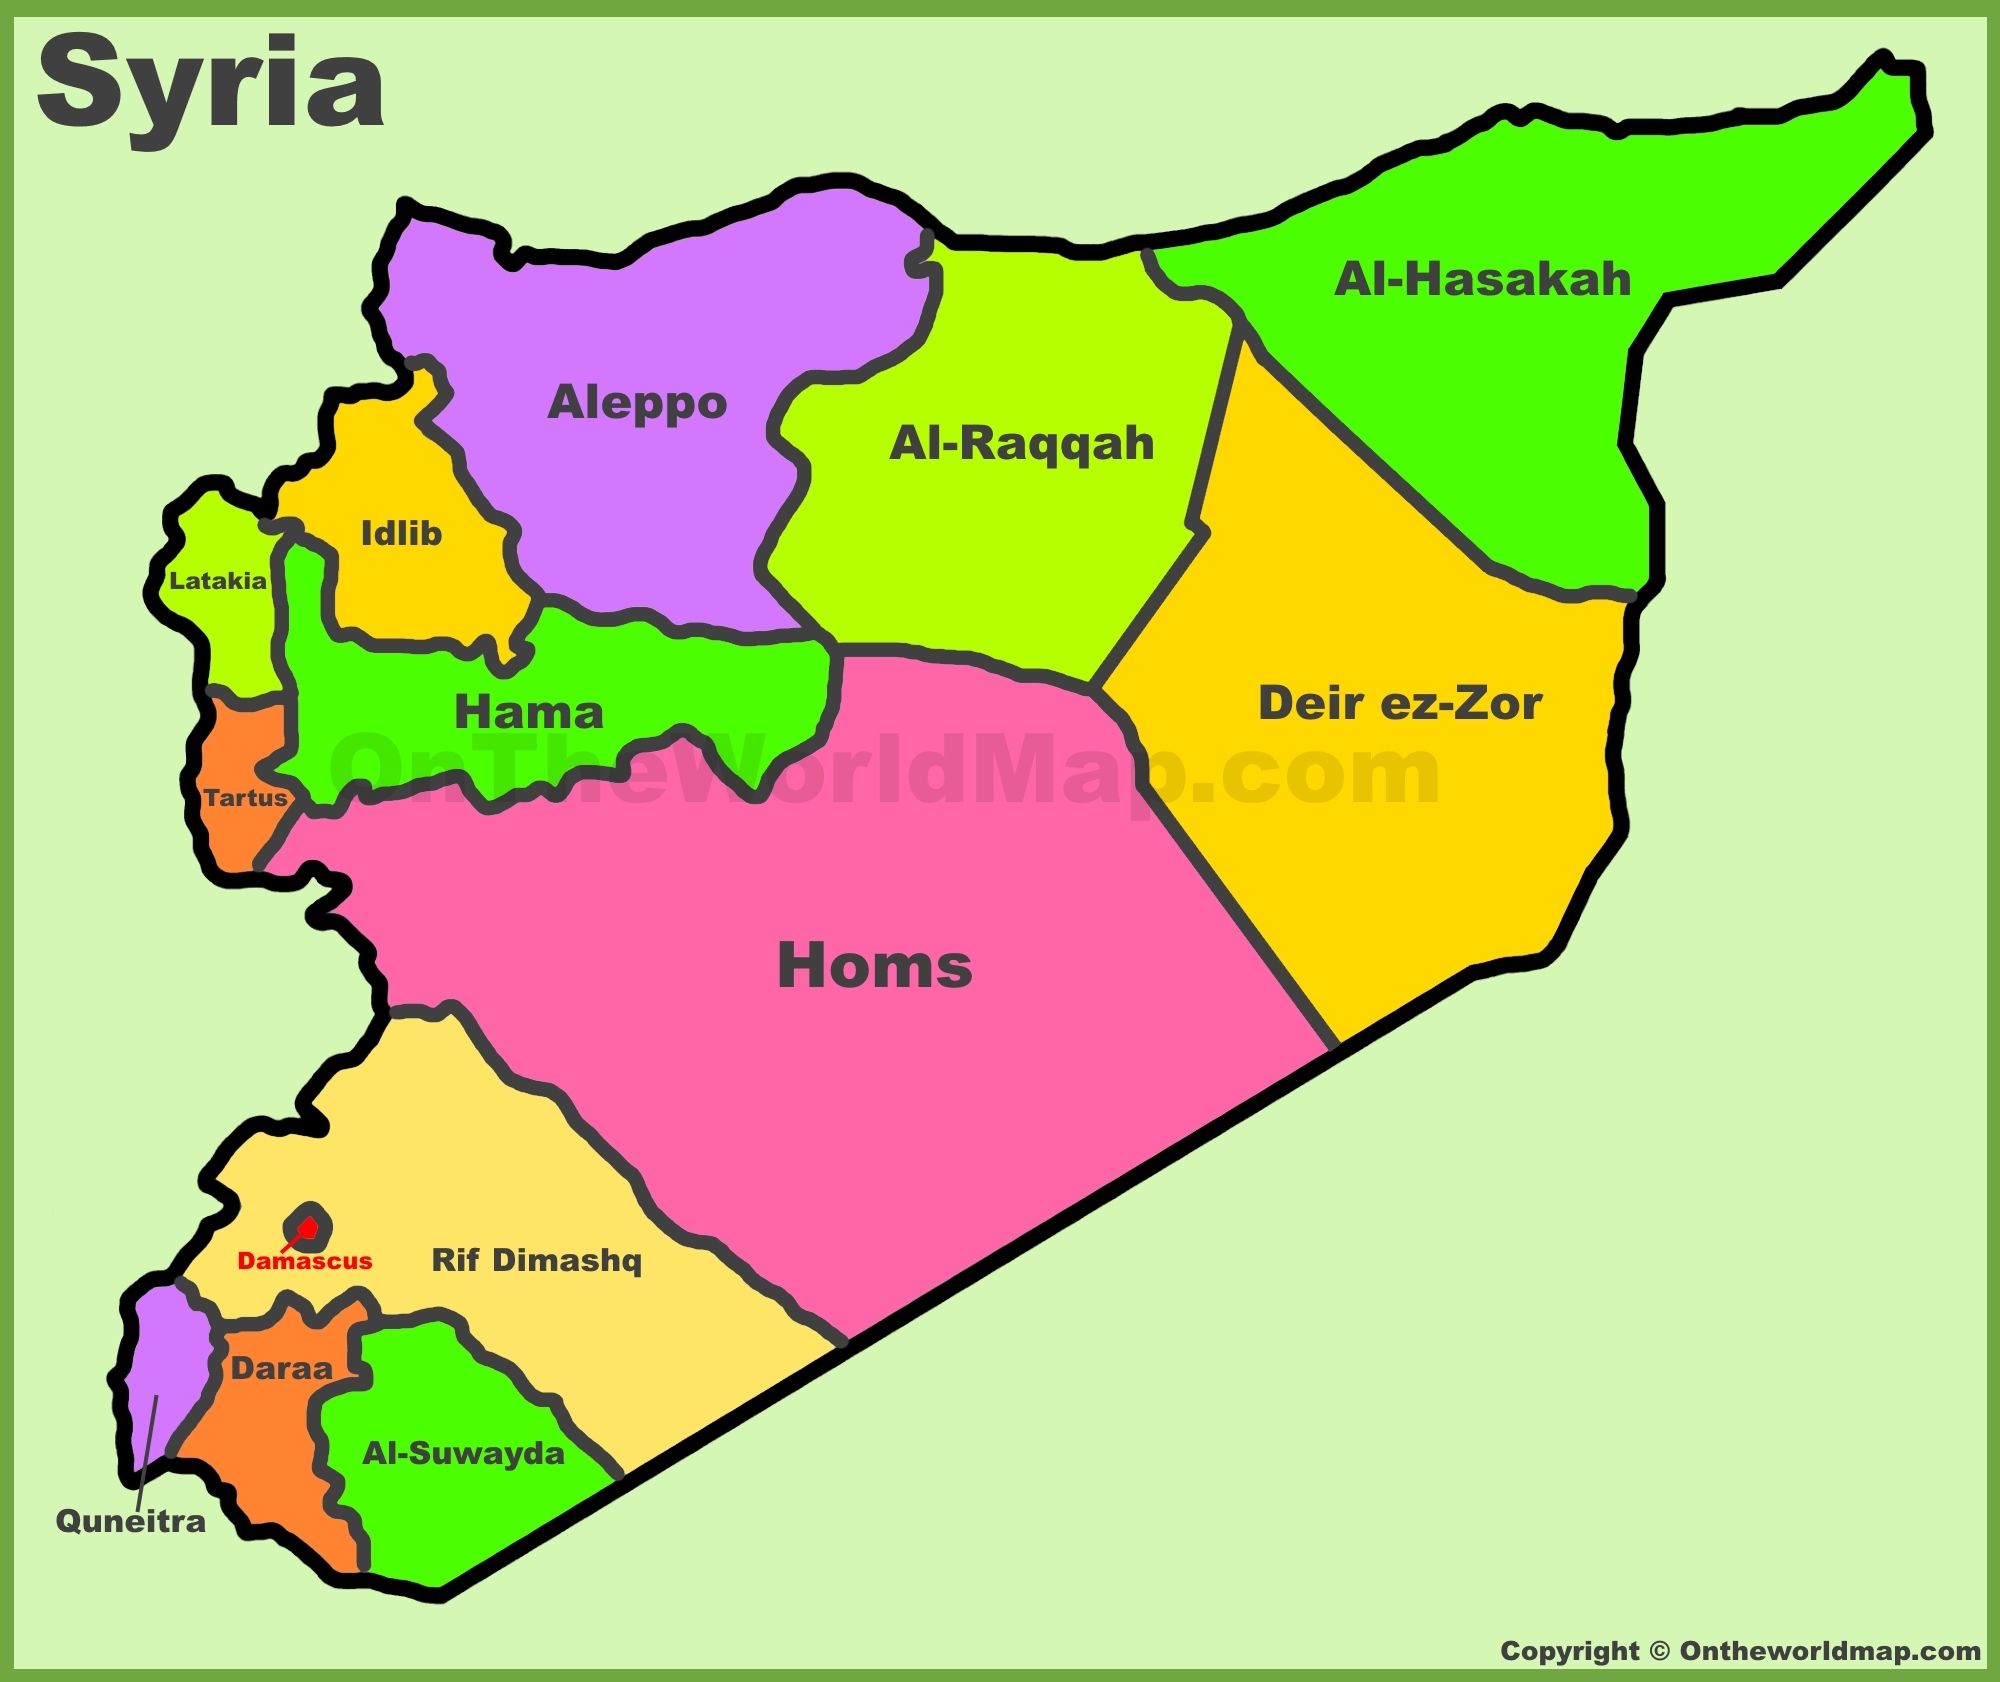 Syria
Al-Hasakah
Aleppo
Al-Raqqah
Idlib
Latakia
Hama
Deir ez-Zor
OnTheWorldMap.com
Tartus
Homs
Damascus
Rif Dimashq
Daraa
Al-Suwayda
Quneitra
Copyright © Ontheworldmap.com